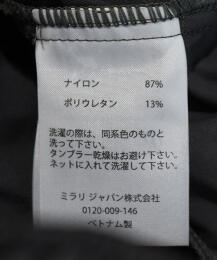 ナイロン 87%
ポリウレタン 13%
洗濯の際は、同系色のものと
洗って下さい。
タンブラー乾燥はお避け下さい。
ネットに入れて洗濯して下さい。
ミラリ ジャパン株式会社
0120-009-146
ベトナム製